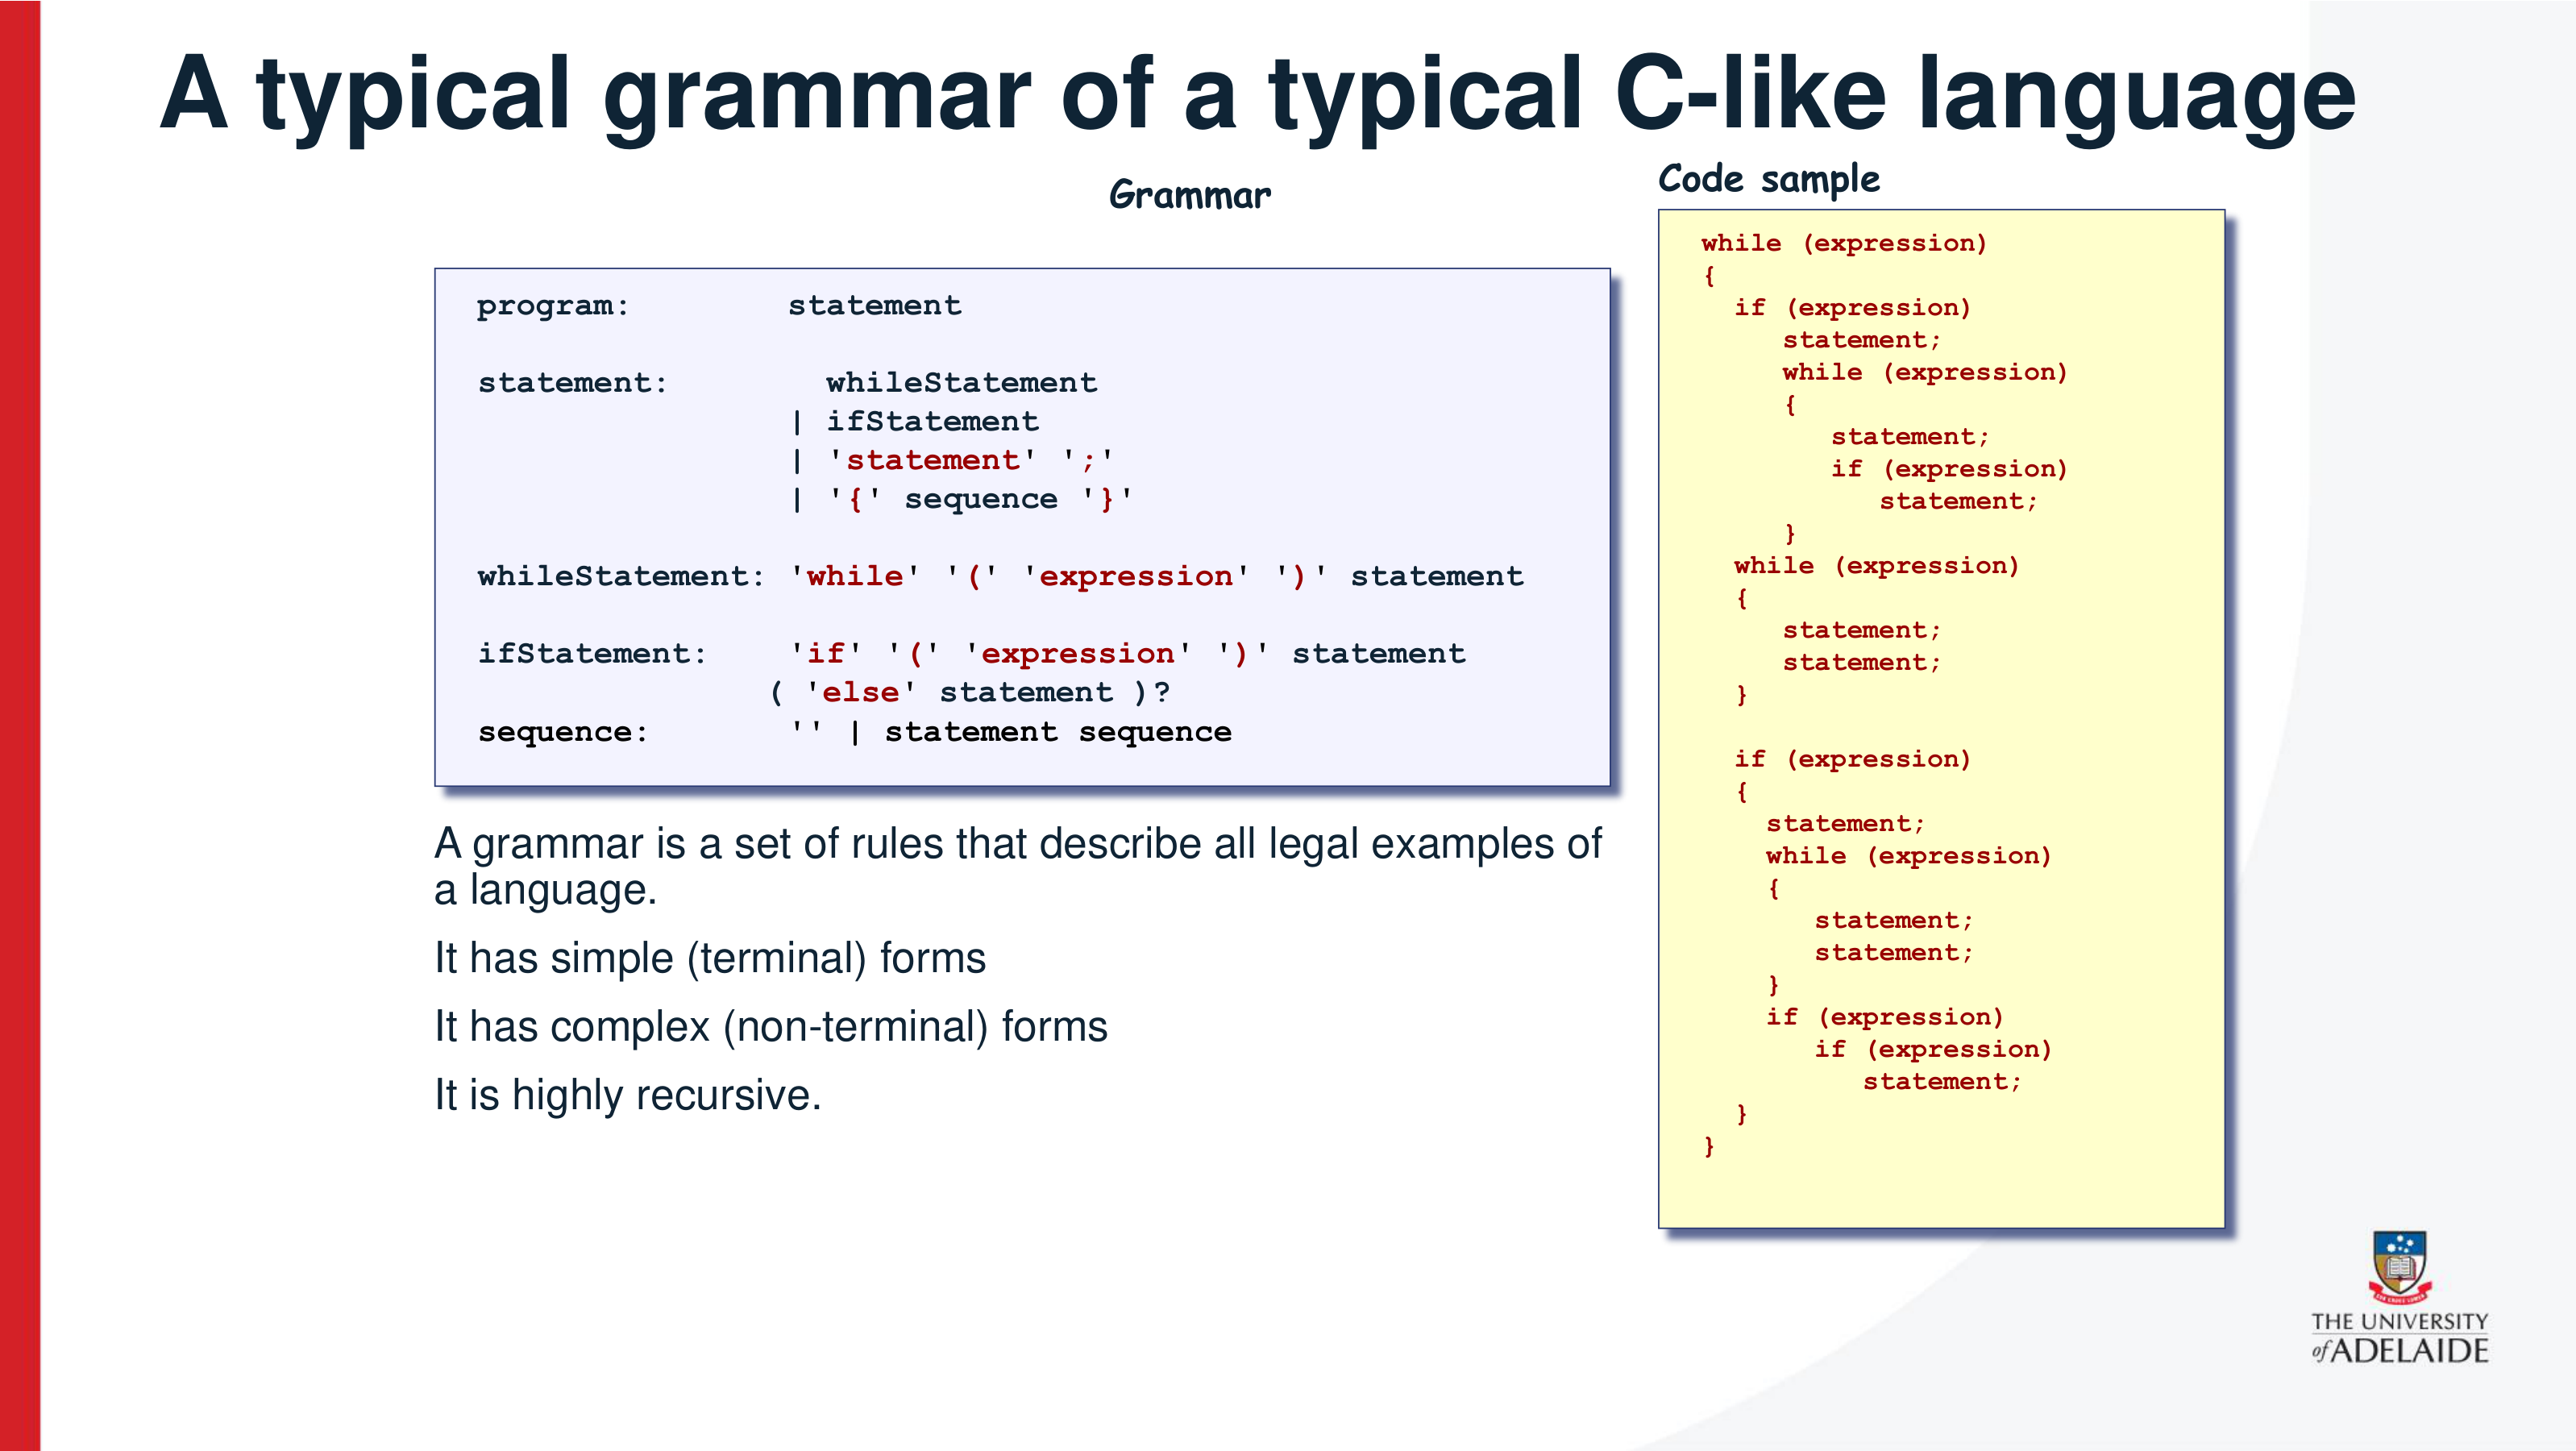 A typical grammar of a typical C-like language
Grammar
program:        statement
statement:        whileStatement
| ifStatement
| 'statement' ';'
| '{' sequence '}'
whileStatement: 'while' '(' 'expression' ')' statement
ifStatement:    'if' '(' 'expression' ')' statement
( 'else' statement )?
sequence:       '' | statement sequence
A grammar is a set of rules that describe all legal examples of
a language.
It has simple (terminal) forms
It has complex (non-terminal) forms
It is highly recursive.
Code sample
while (expression)
{
if (expression)
statement;
while (expression)
{
statement;
if (expression)
statement;
}
while (expression)
{
statement;
statement;
}
if (expression)
{
statement;
while (expression)
{
statement;
statement;
}
if (expression)
if (expression)
statement;
}
}
THE UNIVERSITY
of ADELAIDE